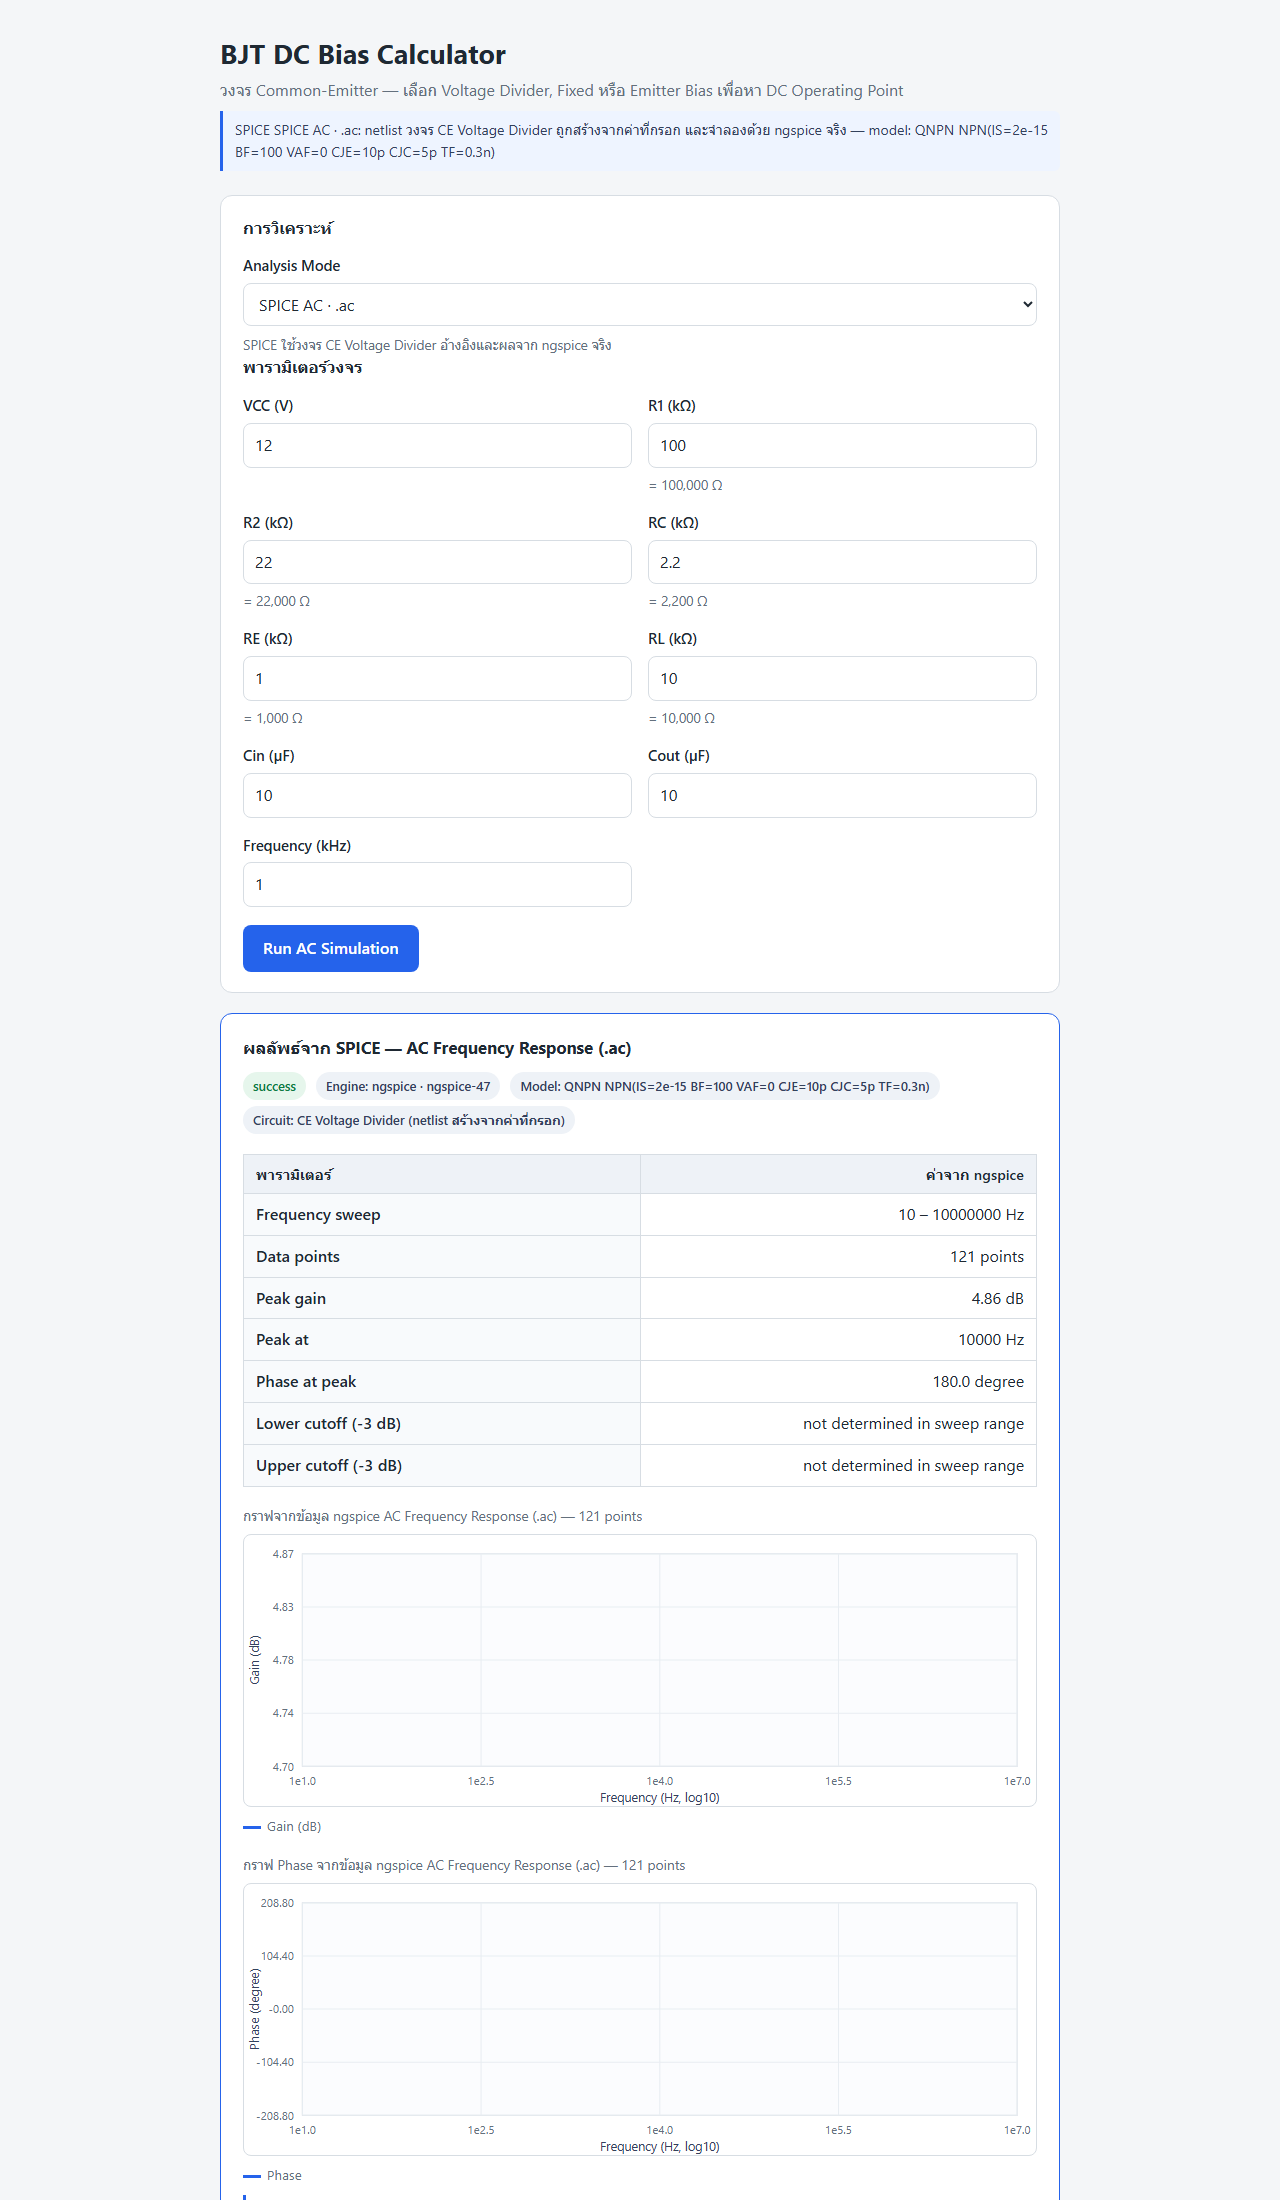 BJT DC Bias Calculator
วงจร Common-Emitter — เลือก Voltage Divider, Fixed หรือ Emitter Bias เพื่อหา DC Operating Point
SPICE SPICE AC · .ac: netlist วงจร CE Voltage Divider ถูกสร้างจากค่าที่กรอก และจำลองด้วย ngspice จริง — model: QNPN NPN(IS=2e-15
BF=100 VAF=0 CJE=10p CJC=5p TF=0.3n)
การวิเคราะห์
Analysis Mode
SPICE AC · .ac
SPICE ใช้วงจร CE Voltage Divider อ้างอิงและผลจาก ngspice จริง
พารามิเตอร์วงจร
VCC (V) R1 (kΩ)
12 100
= 100,000 Ω
R2 (kΩ) RC (kΩ)
22 2.2
= 22,000 Ω = 2,200 Ω
RE (kΩ) RL (kΩ)
1 10
= 1,000 Ω = 10,000 Ω
Cin (µF) Cout (µF)
10 10
Frequency (kHz)
1
Run AC Simulation
ผลลัพธ์จาก SPICE — AC Frequency Response (.ac)
success Engine: ngspice · ngspice-47 Model: QNPN NPN(IS=2e-15 BF=100 VAF=0 CJE=10p CJC=5p TF=0.3n)
Circuit: CE Voltage Divider (netlist สร้างจากค่าที่กรอก)
พารามิเตอร์ ค่าจาก ngspice
Frequency sweep 10 – 10000000 Hz
Data points 121 points
Peak gain 4.86 dB
Peak at 10000 Hz
Phase at peak 180.0 degree
Lower cutoff (-3 dB) not determined in sweep range
Upper cutoff (-3 dB) not determined in sweep range
กราฟจากข้อมูล ngspice AC Frequency Response (.ac) — 121 points
4.87
4.83
4.78
4.74
4.70
Gain (dB)
1e1.0 1e2.5 1e4.0 1e5.5 1e7.0
Frequency (Hz, log10)
Gain (dB)
กราฟ Phase จากข้อมูล ngspice AC Frequency Response (.ac) — 121 points
208.80
104.40
-0.00
-104.40
-208.80
Phase (degree)
1e1.0 1e2.5 1e4.0 1e5.5 1e7.0
Frequency (Hz, log10)
Phase